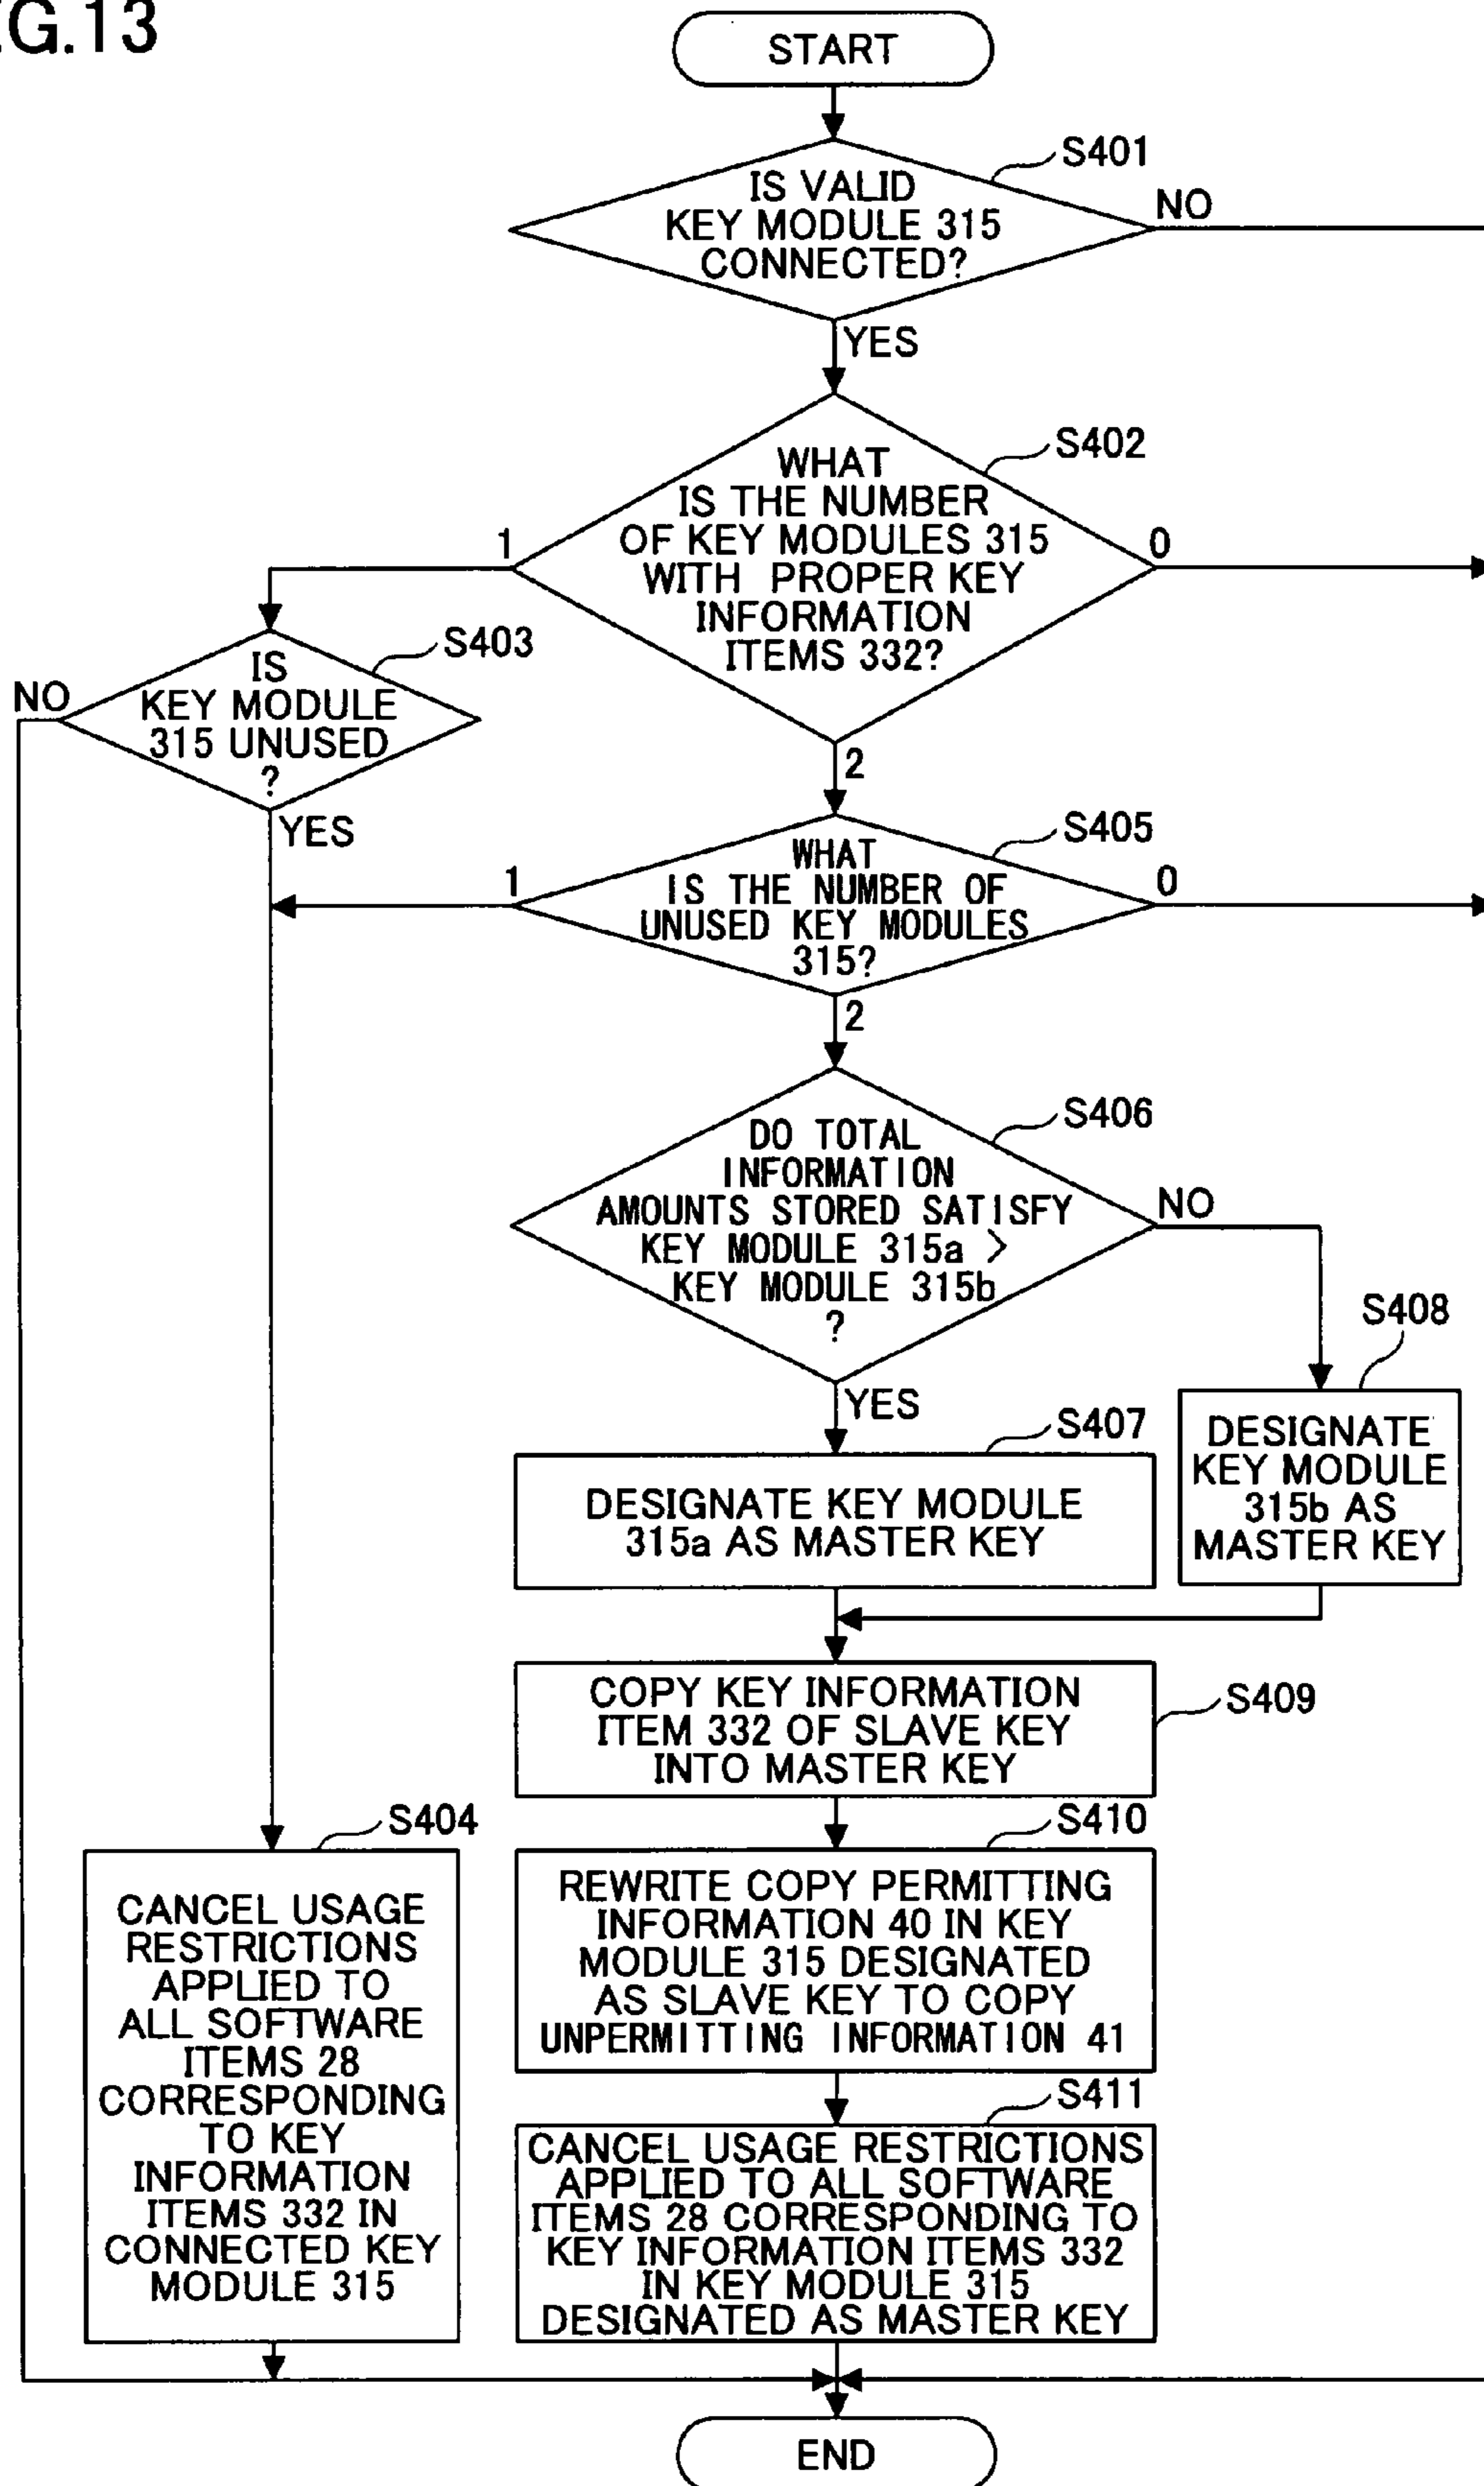 G.13
START
S401
IS VALID
KEY MODULE 315
CONNECTED?
NO
YES
S402
WHAT
IS THE NUMBER
OF KEY MODULES 315
WITH PROPER KEY
INFORMATION
ITEMS 332?
1
0
2
S403
IS
KEY MODULE
315 UNUSED
?
NO
YES
S405
WHAT
IS THE NUMBER OF
UNUSED KEY MODULES
315?
1
0
2
S406
DO TOTAL
INFORMATION
AMOUNTS STORED SATISFY
KEY MODULE 315a >
KEY MODULE 315b
?
NO
YES
S408
DESIGNATE
KEY MODULE
315b AS
MASTER KEY
S407
DESIGNATE KEY MODULE
315a AS MASTER KEY
S409
COPY KEY INFORMATION
ITEM 332 OF SLAVE KEY
INTO MASTER KEY
S404
CANCEL USAGE
RESTRICTIONS
APPLIED TO
ALL SOFTWARE
ITEMS 28
CORRESPONDING
TO KEY
INFORMATION
ITEMS 332 IN
CONNECTED KEY
MODULE 315
S410
REWRITE COPY PERMITTING
INFORMATION 40 IN KEY
MODULE 315 DESIGNATED
AS SLAVE KEY TO COPY
UNPERMITTING INFORMATION 41
S411
CANCEL USAGE RESTRICTIONS
APPLIED TO ALL SOFTWARE
ITEMS 28 CORRESPONDING TO
KEY INFORMATION ITEMS 332
IN KEY MODULE 315
DESIGNATED AS MASTER KEY
END